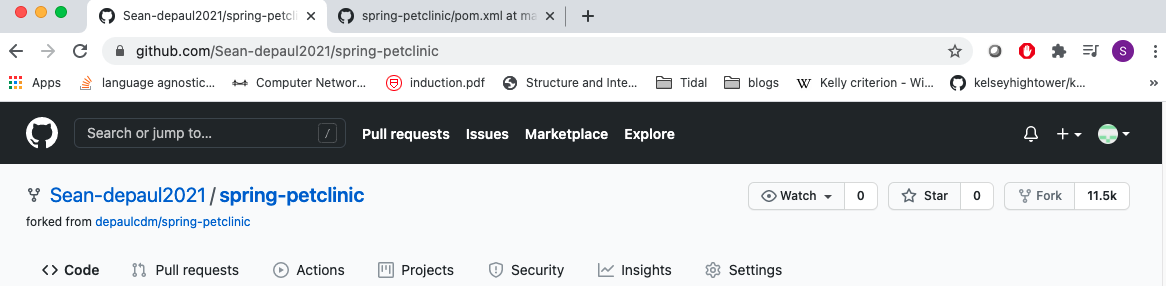 Sean-depaul2021/spring-petcli
spring-petclinic/pom.xml at ma
github.com/Sean-depaul2021/spring-petclinic
S
Apps language agnostic... Computer Networ... induction.pdf Structure and Inte... Tidal blogs W Kelly criterion - Wi... kelseyhightower/k... »
Search or jump to... / Pull requests Issues Marketplace Explore
Sean-depaul2021 / spring-petclinic Watch 0 Star 0 Fork 11.5k
forked from depaulcdm/spring-petclinic
Code Pull requests Actions Projects Security Insights Settings